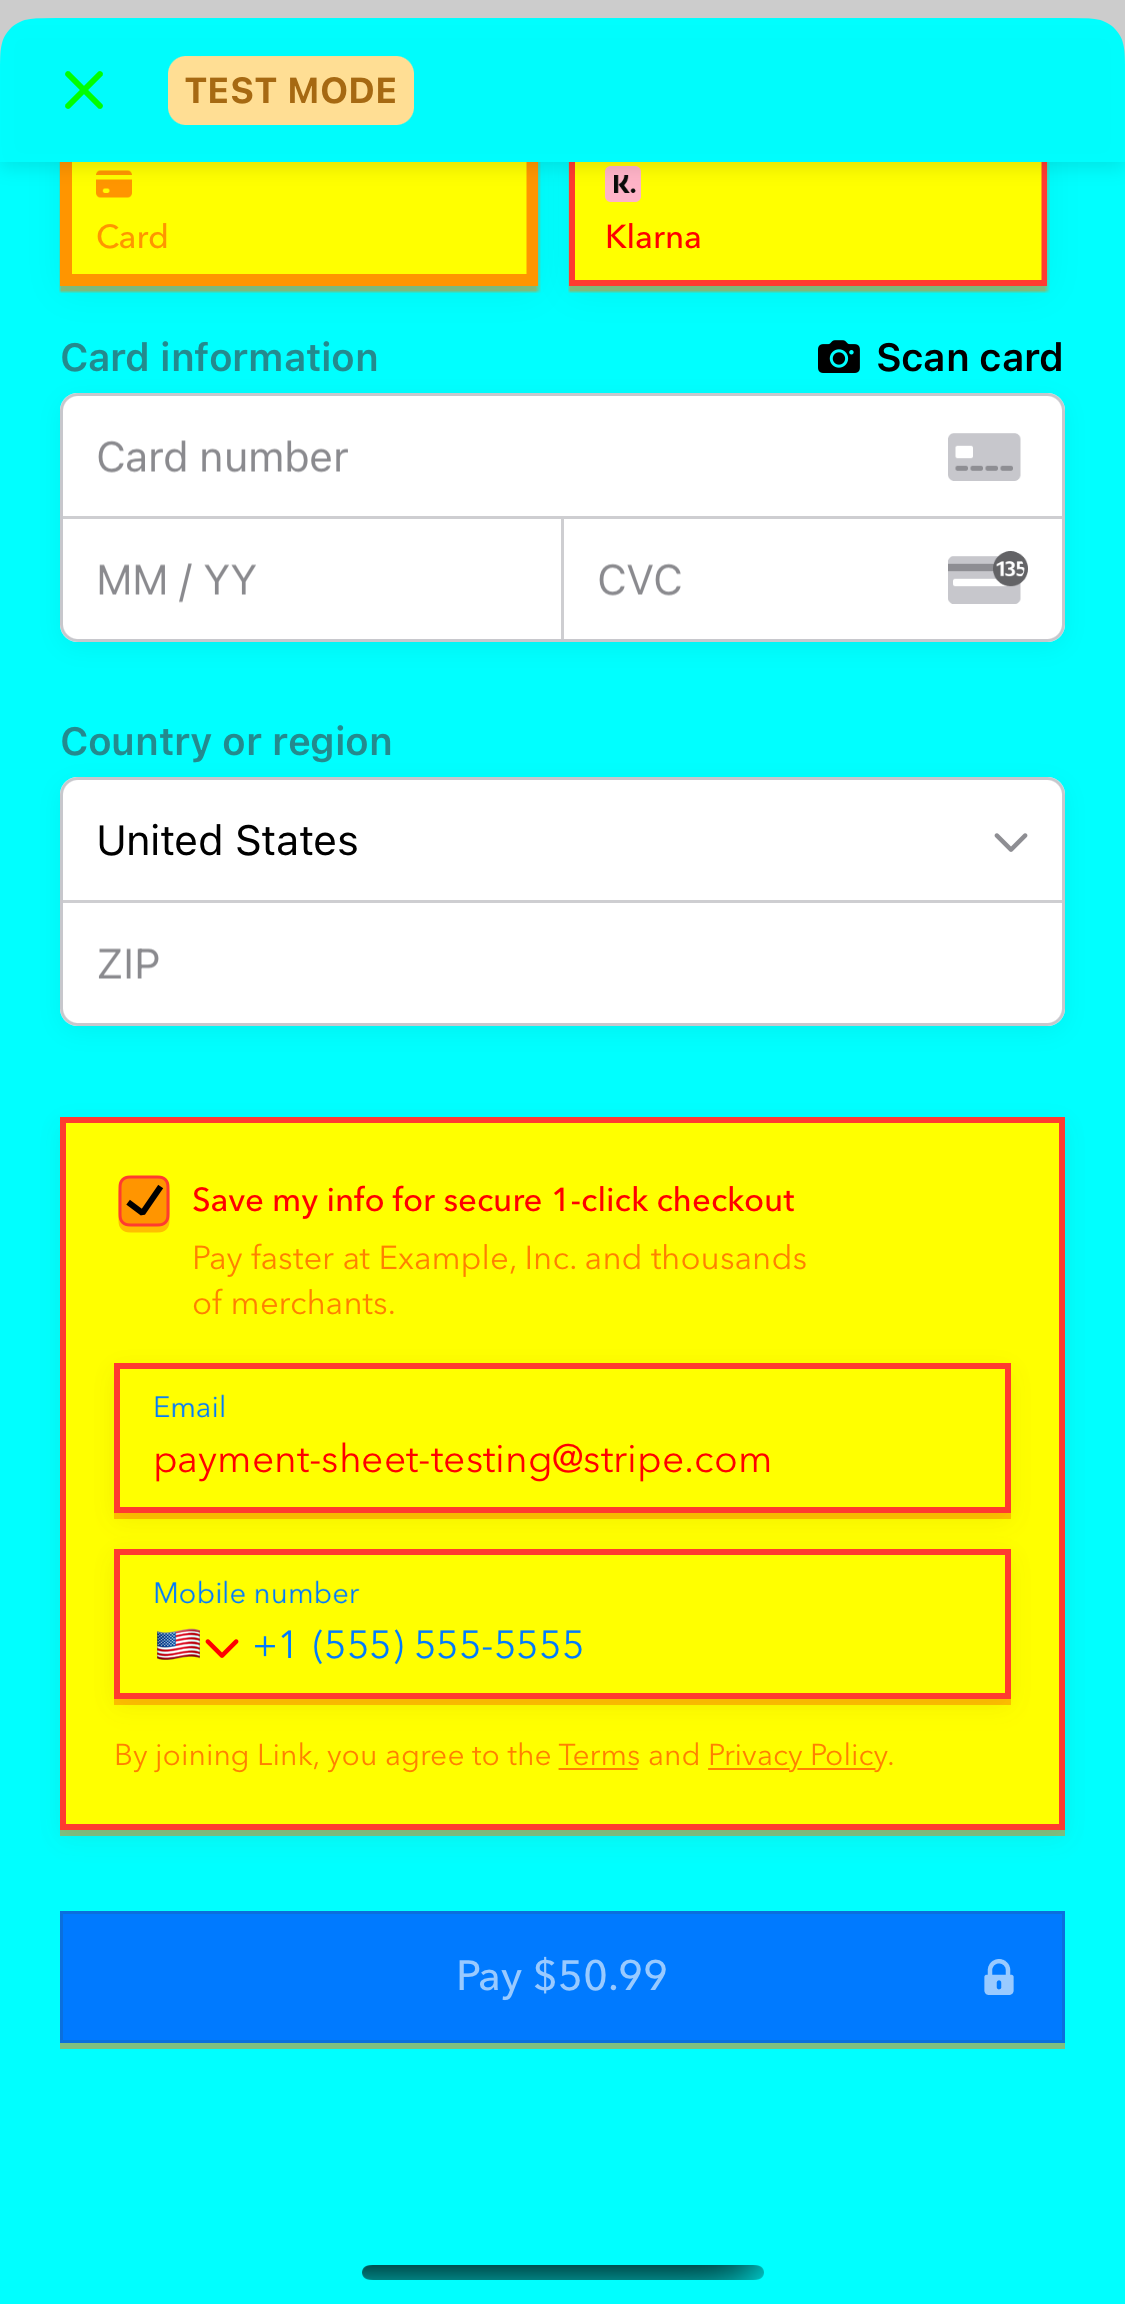 TEST MODE
K.
Card
Klarna
Card information
Scan card
Card number
MM / YY
CVC
135
Country or region
United States
ZIP
Save my info for secure 1-click checkout
Pay faster at Example, Inc. and thousands
of merchants.
Email
payment-sheet-testing@stripe.com
Mobile number
🇺🇸 +1 (555) 555-5555
By joining Link, you agree to the Terms and Privacy Policy.
Pay $50.99